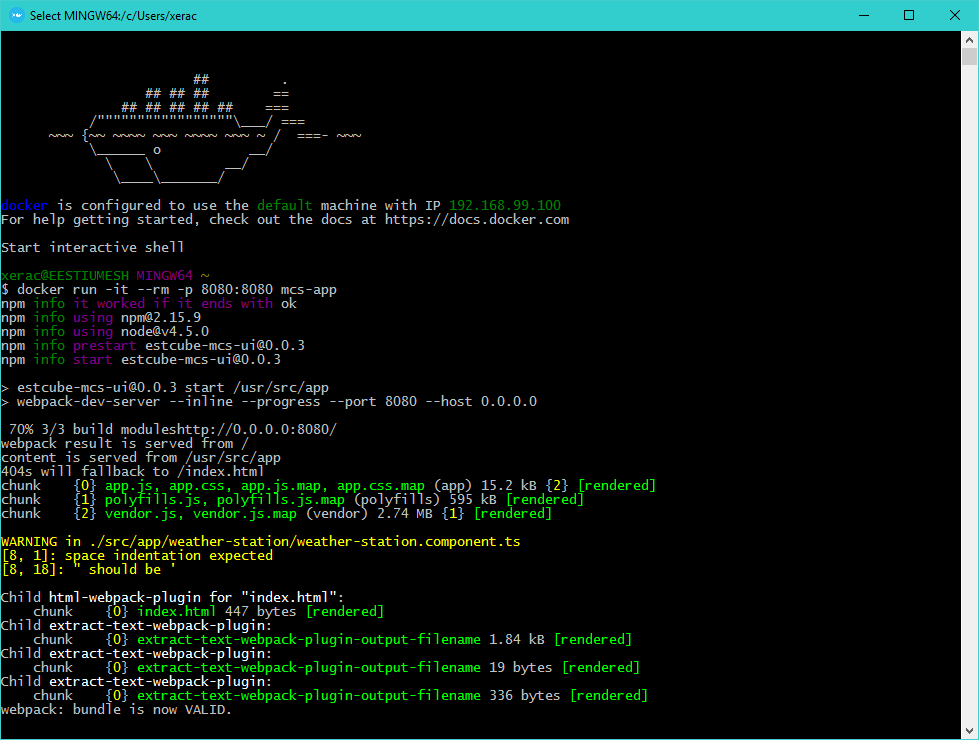 Select MINGW64:/c/Users/xerac
                        ##         .
                  ## ## ##        ==
               ## ## ## ## ##    ===
           /"""""""""""""""""\___/ ===
      ~~~ {~~ ~~~~ ~~~ ~~~~ ~~~ ~ /  ===- ~~~
           \______ o           __/
             \    \         __/
              \____\_______/
docker is configured to use the default machine with IP 192.168.99.100
For help getting started, check out the docs at https://docs.docker.com
Start interactive shell
xerac@EESTIUMESH MINGW64 ~
$ docker run -it --rm -p 8080:8080 mcs-app
npm info it worked if it ends with ok
npm info using npm@2.15.9
npm info using node@v4.5.0
npm info prestart estcube-mcs-ui@0.0.3
npm info start estcube-mcs-ui@0.0.3
> estcube-mcs-ui@0.0.3 start /usr/src/app
> webpack-dev-server --inline --progress --port 8080 --host 0.0.0.0
 70% 3/3 build moduleshttp://0.0.0.0:8080/
webpack result is served from /
content is served from /usr/src/app
404s will fallback to /index.html
chunk    {0} app.js, app.css, app.js.map, app.css.map (app) 15.2 kB {2} [rendered]
chunk    {1} polyfills.js, polyfills.js.map (polyfills) 595 kB [rendered]
chunk    {2} vendor.js, vendor.js.map (vendor) 2.74 MB {1} [rendered]
WARNING in ./src/app/weather-station/weather-station.component.ts
[8, 1]: space indentation expected
[8, 18]: " should be '
Child html-webpack-plugin for "index.html":
    chunk    {0} index.html 447 bytes [rendered]
Child extract-text-webpack-plugin:
    chunk    {0} extract-text-webpack-plugin-output-filename 1.84 kB [rendered]
Child extract-text-webpack-plugin:
    chunk    {0} extract-text-webpack-plugin-output-filename 19 bytes [rendered]
Child extract-text-webpack-plugin:
    chunk    {0} extract-text-webpack-plugin-output-filename 336 bytes [rendered]
webpack: bundle is now VALID.